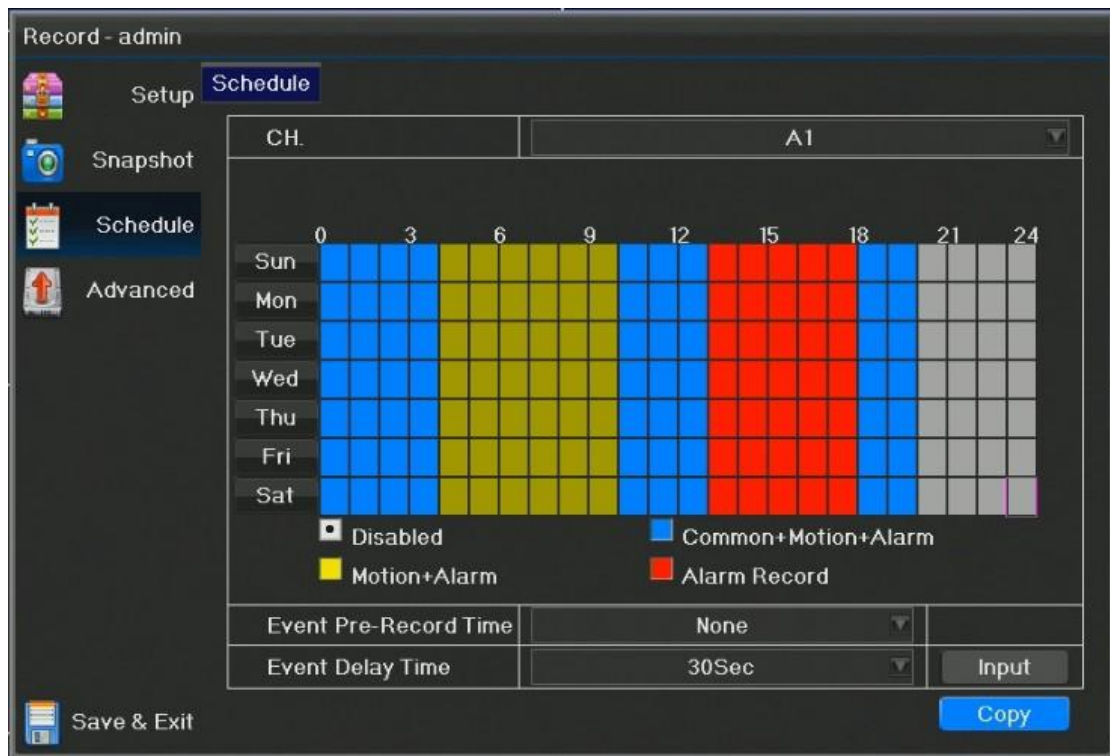 Record - admin
Setup
Schedule
Snapshot
Schedule
Advanced
CH. A1
0 3 6 9 12 15 18 21 24
Sun
Mon
Tue
Wed
Thu
Fri
Sat
Disabled
Common+Motion+Alarm
Motion+Alarm
Alarm Record
Event Pre-Record Time None
Event Delay Time 30Sec Input
Save & Exit
Copy